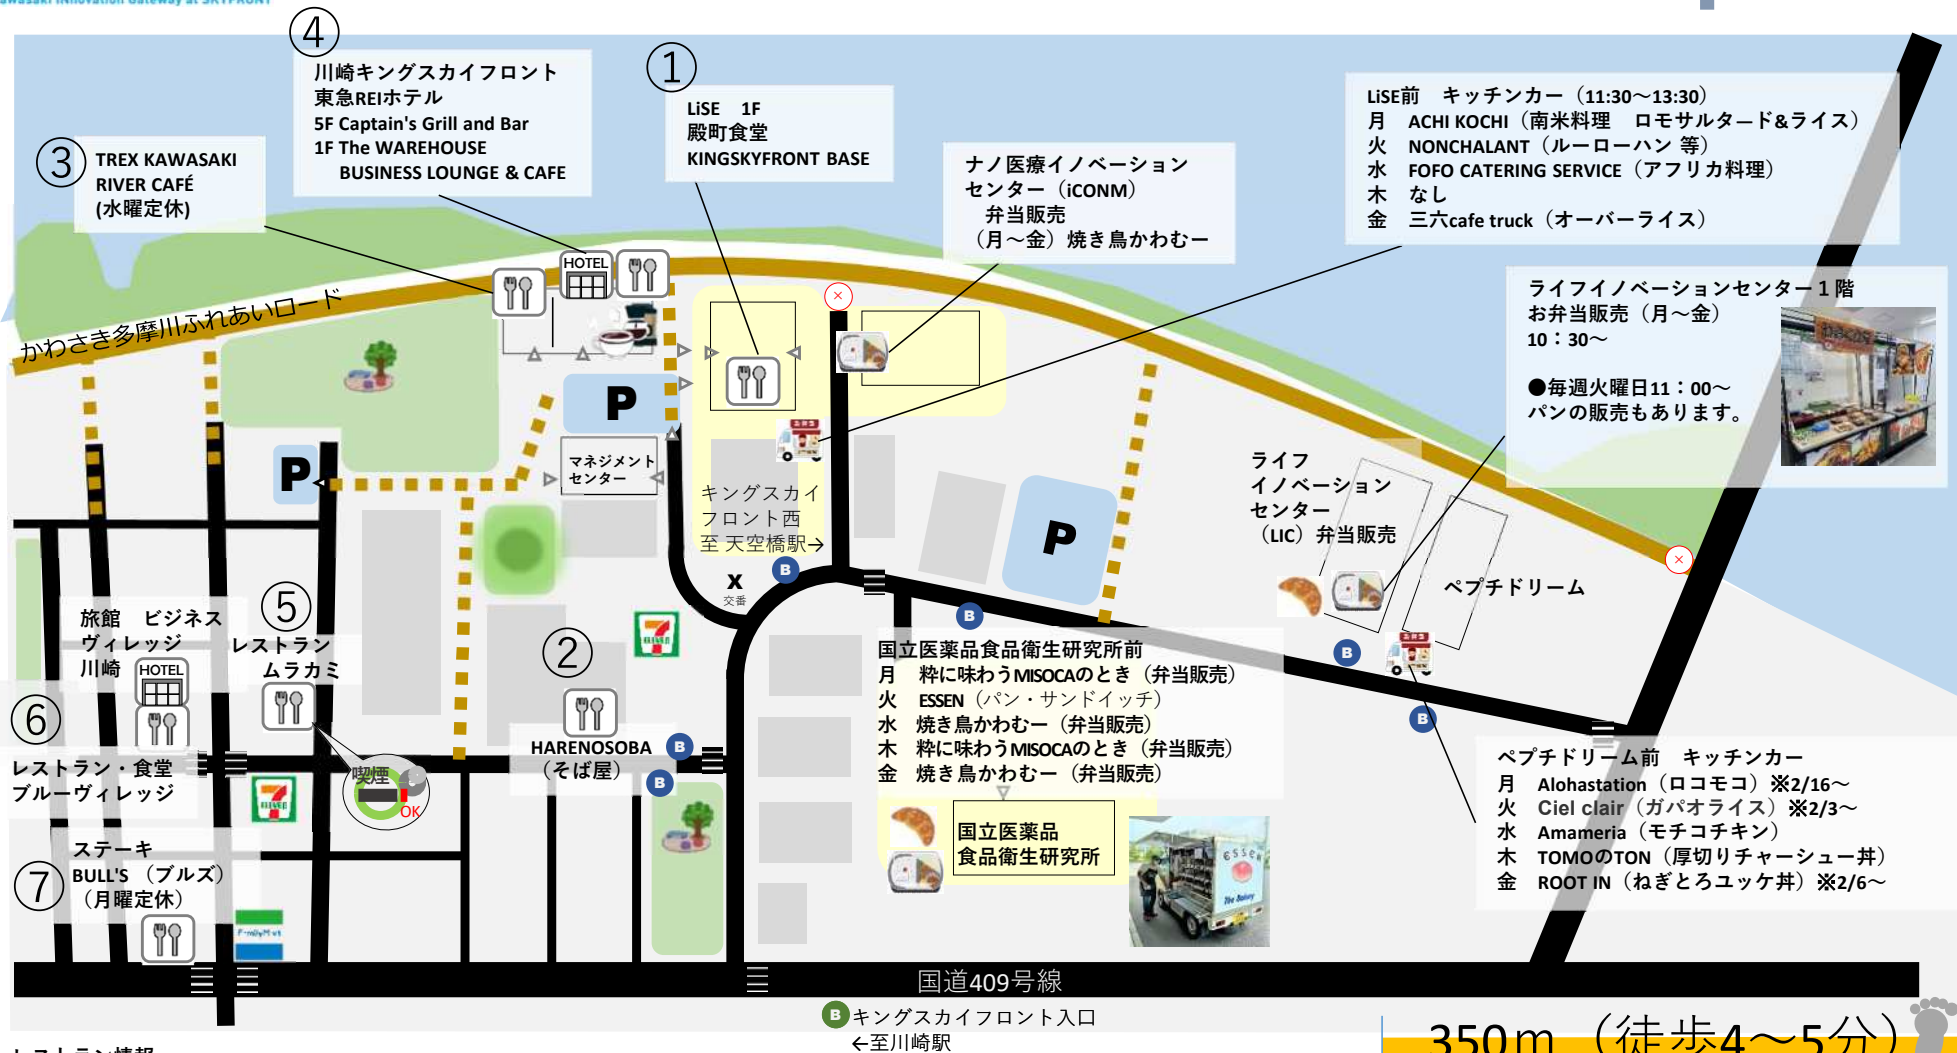 awasaki INnovation Gateway at SKYFRONT
④
川崎キングスカイフロント
東急REIホテル
5F Captain's Grill and Bar
1F The WAREHOUSE
BUSINESS LOUNGE & CAFE
①
LiSE 1F
殿町食堂
KINGSKYFRONT BASE
③
TREX KAWASAKI
RIVER CAFÉ
(水曜定休)
ナノ医療イノベーション
センター（iCONM）
弁当販売
（月～金）焼き鳥かわむー
LiSE前 キッチンカー（11:30～13:30）
月 ACHI KOCHI（南米料理 ロモサルタード&ライス）
火 NONCHALANT（ルーローハン 等）
水 FOFO CATERING SERVICE（アフリカ料理）
木 なし
金 三六cafe truck（オーバーライス）
ライフイノベーションセンター１階
お弁当販売（月～金）
10：30～
●毎週火曜日11：00～
パンの販売もあります。
かわさき多摩川ふれあいロード
HOTEL
P
P
P
マネジメント
センター
キングスカイ
フロント西
至 天空橋駅→
B
X
交番
ライフ
イノベーション
センター
（LIC）弁当販売
ペプチドリーム
B
B
B
旅館 ビジネス
ヴィレッジ
川崎
HOTEL
⑤
レストラン
ムラカミ
②
HARENOSOBA
（そば屋）
B
B
7 ELEVEN
国立医薬品食品衛生研究所前
月 粋に味わうMISOCAのとき（弁当販売）
火 ESSEN（パン・サンドイッチ）
水 焼き鳥かわむー（弁当販売）
木 粋に味わうMISOCAのとき（弁当販売）
金 焼き鳥かわむー（弁当販売）
国立医薬品
食品衛生研究所
ESSEN
The Bakery
ペプチドリーム前 キッチンカー
月 Alohastation（ロコモコ）※2/16～
火 Ciel clair（ガパオライス）※2/3～
水 Amameria（モチコチキン）
木 TOMOのTON（厚切りチャーシュー丼）
金 ROOT IN（ねぎとろユッケ丼）※2/6～
⑥
レストラン・食堂
ブルーヴィレッジ
7 ELEVEN
喫煙
OK
⑦
ステーキ
BULL'S （ブルズ）
（月曜定休）
FamilyMart
国道409号線
B キングスカイフロント入口
←至川崎駅
350ｍ（徒歩4～5分）
レストラン情報